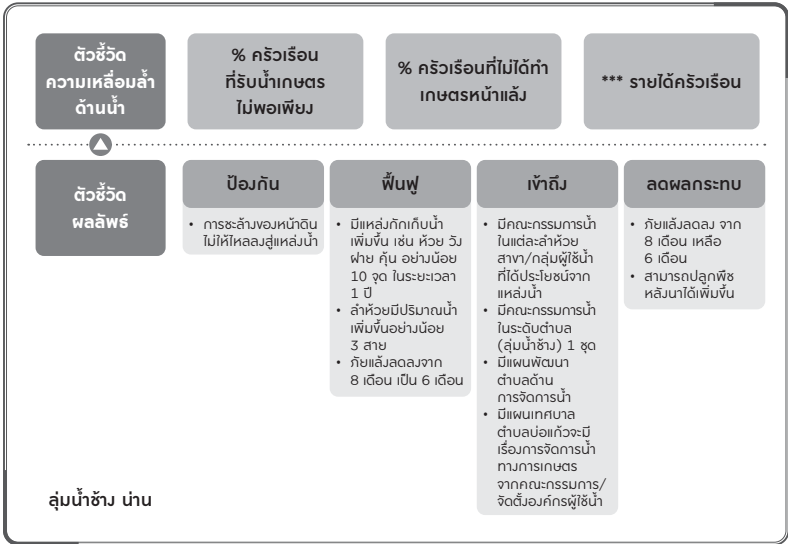 ตัวชี้วัด
ความเหลื่อมล้ำ
ด้านน้ำ
% ครัวเรือน
ที่รับน้ำเกษตร
ไม่พอเพียง
% ครัวเรือนที่ไม่ได้ทำ
เกษตรหน้าแล้ง
*** รายได้ครัวเรือน
ตัวชี้วัด
ผลลัพธ์
ป้องกัน
• การชะล้างของหน้าดิน
ไม่ให้ไหลลงสู่แหล่งน้ำ
ฟื้นฟู
• มีแหล่งกักเก็บน้ำ
เพิ่มขึ้น เช่น ห้วย วัง
ฝาย คุ้น อย่างน้อย
10 จุด ในระยะเวลา
1 ปี
• ลำห้วยมีปริมาณน้ำ
เพิ่มขึ้นอย่างน้อย
3 สาย
• ภัยแล้งลดลงจาก
8 เดือน เป็น 6 เดือน
เข้าถึง
• มีคณะกรรมการน้ำ
ในแต่ละลำห้วย
สาขา/กลุ่มผู้ใช้น้ำ
ที่ได้ประโยชน์จาก
แหล่งน้ำ
• มีคณะกรรมการน้ำ
ในระดับตำบล
(ลุ่มน้ำช้าง) 1 ชุด
• มีแผนพัฒนา
ตำบลด้าน
การจัดการน้ำ
• มีแผนเทศบาล
ตำบลบ่อแก้วจะมี
เรื่องการจัดการน้ำ
ทางการเกษตร
จากคณะกรรมการ/
จัดตั้งองค์กรผู้ใช้น้ำ
ลดผลกระทบ
• ภัยแล้งลดลง จาก
8 เดือน เหลือ
6 เดือน
• สามารถปลูกพืช
หลังนาได้เพิ่มขึ้น
ลุ่มน้ำช้าง น่าน